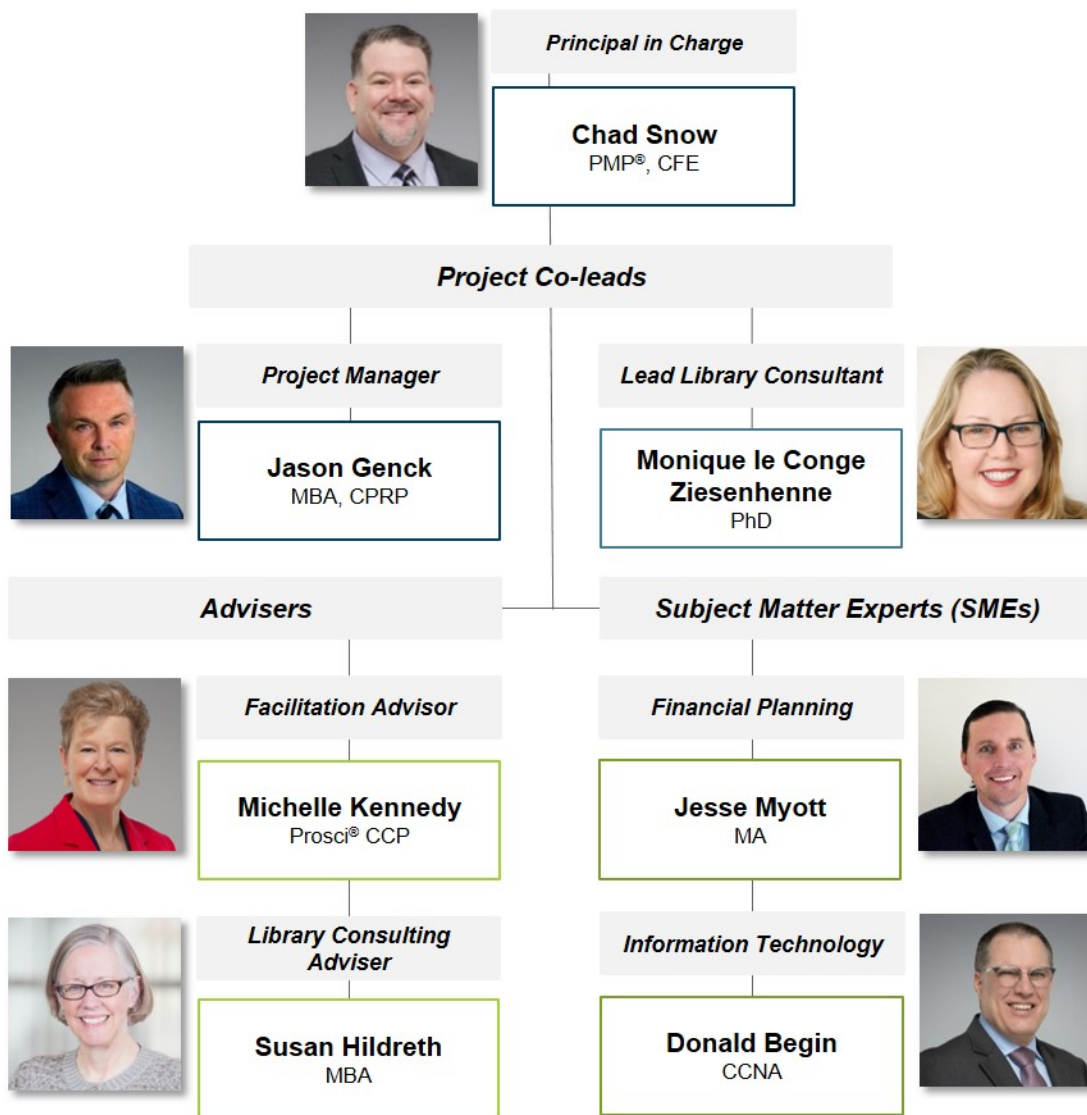 Principal in Charge
Chad Snow
PMP®, CFE
Project Co-leads
Project Manager
Jason Genck
MBA, CPRP
Lead Library Consultant
Monique le Conge
Ziesenhenne
PhD
Advisers
Subject Matter Experts (SMEs)
Facilitation Advisor
Michelle Kennedy
Prosci® CCP
Financial Planning
Jesse Myott
MA
Library Consulting
Adviser
Susan Hildreth
MBA
Information Technology
Donald Begin
CCNA